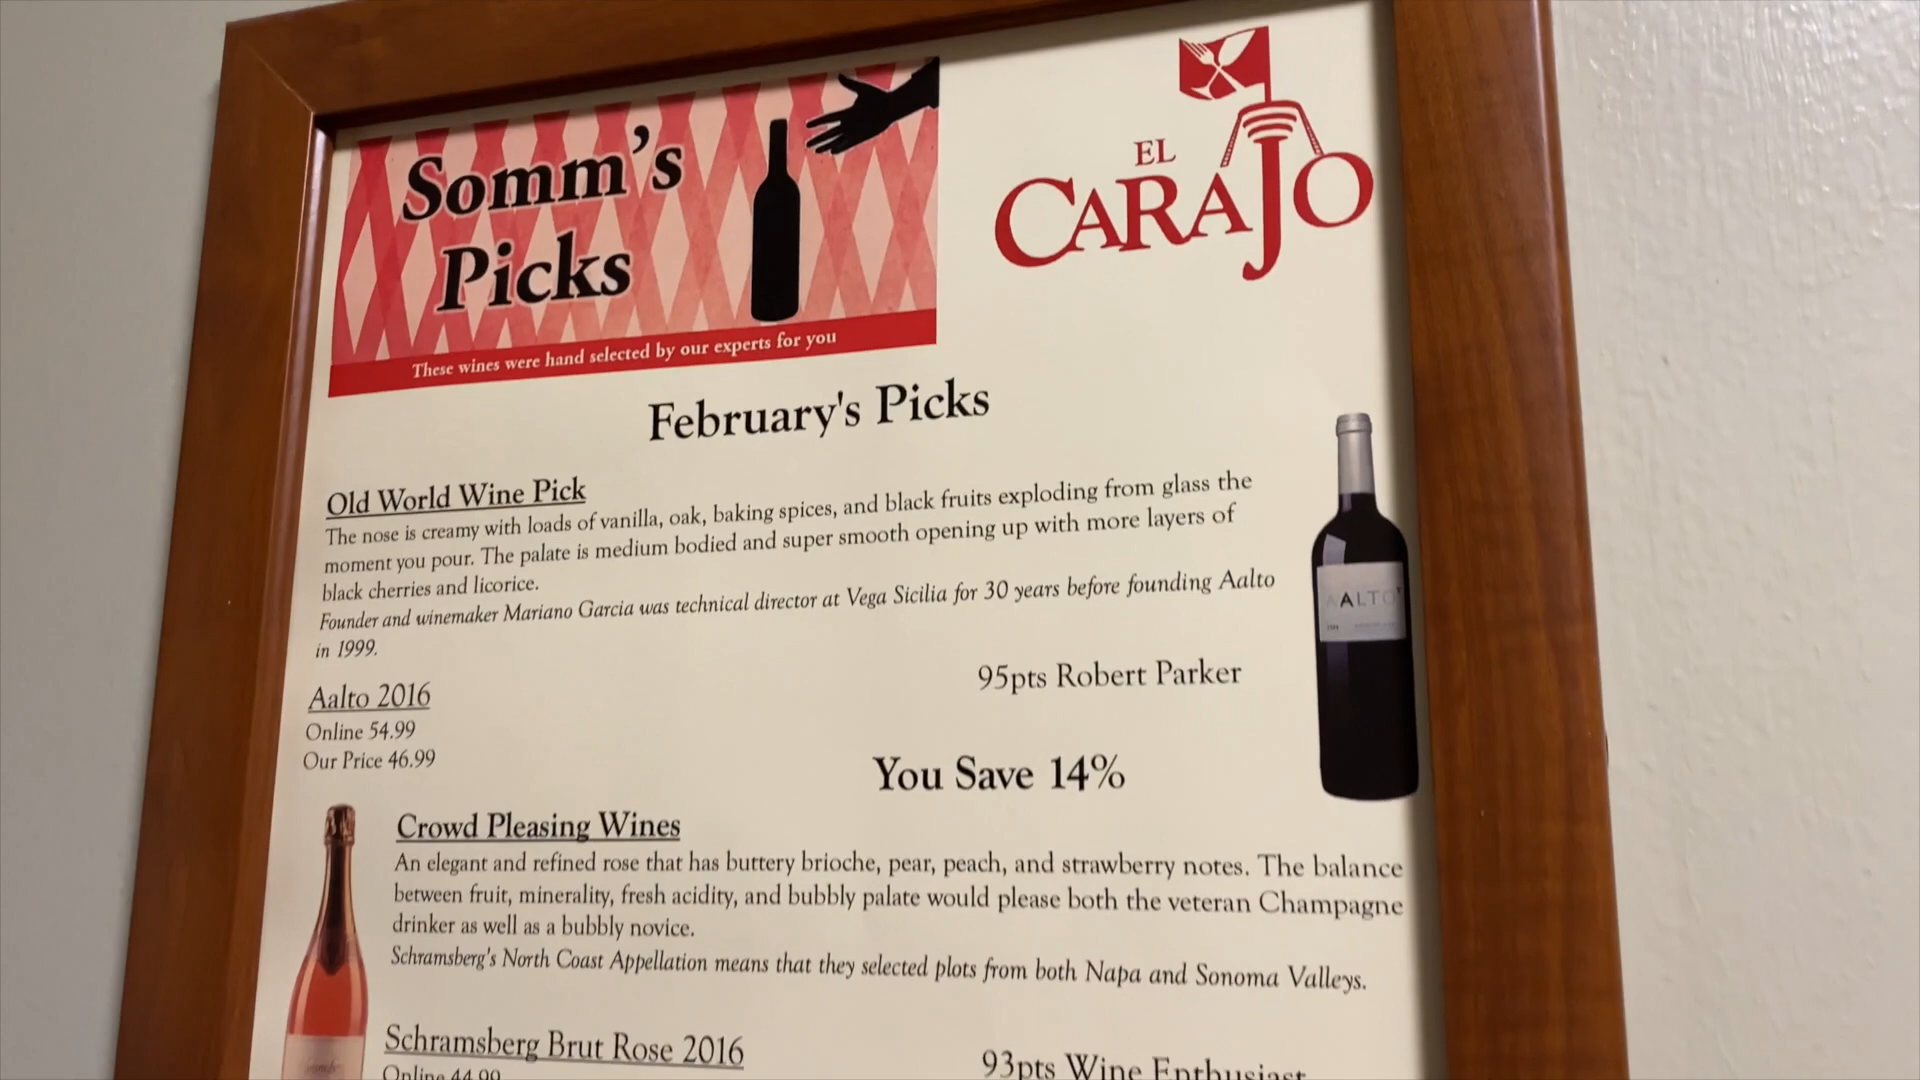 Somm's
Picks
These wines were hand selected by our experts for you
EL
CARAJO
February's Picks
Old World Wine Pick
The nose is creamy with loads of vanilla, oak, baking spices, and black fruits exploding from glass the
moment you pour. The palate is medium bodied and super smooth opening up with more layers of
black cherries and licorice.
Founder and winemaker Mariano Garcia was technical director at Vega Sicilia for 30 years before founding Aalto
in 1999.
AALTO
95pts Robert Parker
Aalto 2016
Online 54.99
Our Price 46.99
You Save 14%
Crowd Pleasing Wines
An elegant and refined rose that has buttery brioche, pear, peach, and strawberry notes. The balance
between fruit, minerality, fresh acidity, and bubbly palate would please both the veteran Champagne
drinker as well as a bubbly novice.
Schramsberg's North Coast Appellation means that they selected plots from both Napa and Sonoma Valleys.
Schramsberg Brut Rose 2016
93pts Wine Enthusiast
Online 44.99